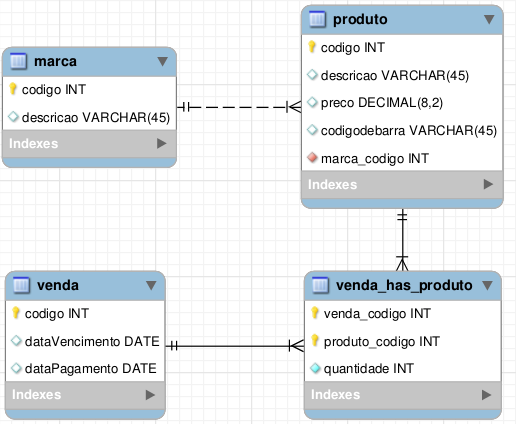 marca
codigo INT
descricao VARCHAR(45)
Indexes
produto
codigo INT
descricao VARCHAR(45)
preco DECIMAL(8,2)
codigodebarra VARCHAR(45)
marca_codigo INT
Indexes
venda
codigo INT
dataVencimento DATE
dataPagamento DATE
Indexes
venda_has_produto
venda_codigo INT
produto_codigo INT
quantidade INT
Indexes